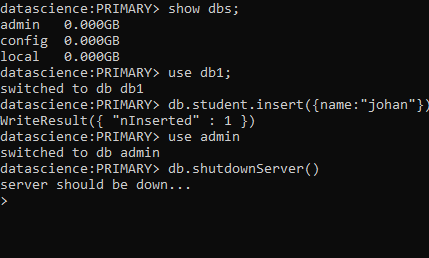 datascience:PRIMARY> show dbs;
admin   0.000GB
config  0.000GB
local   0.000GB
datascience:PRIMARY> use db1;
switched to db db1
datascience:PRIMARY> db.student.insert({name:"johan"})
WriteResult({ "nInserted" : 1 })
datascience:PRIMARY> use admin
switched to db admin
datascience:PRIMARY> db.shutdownServer()
server should be down...
>